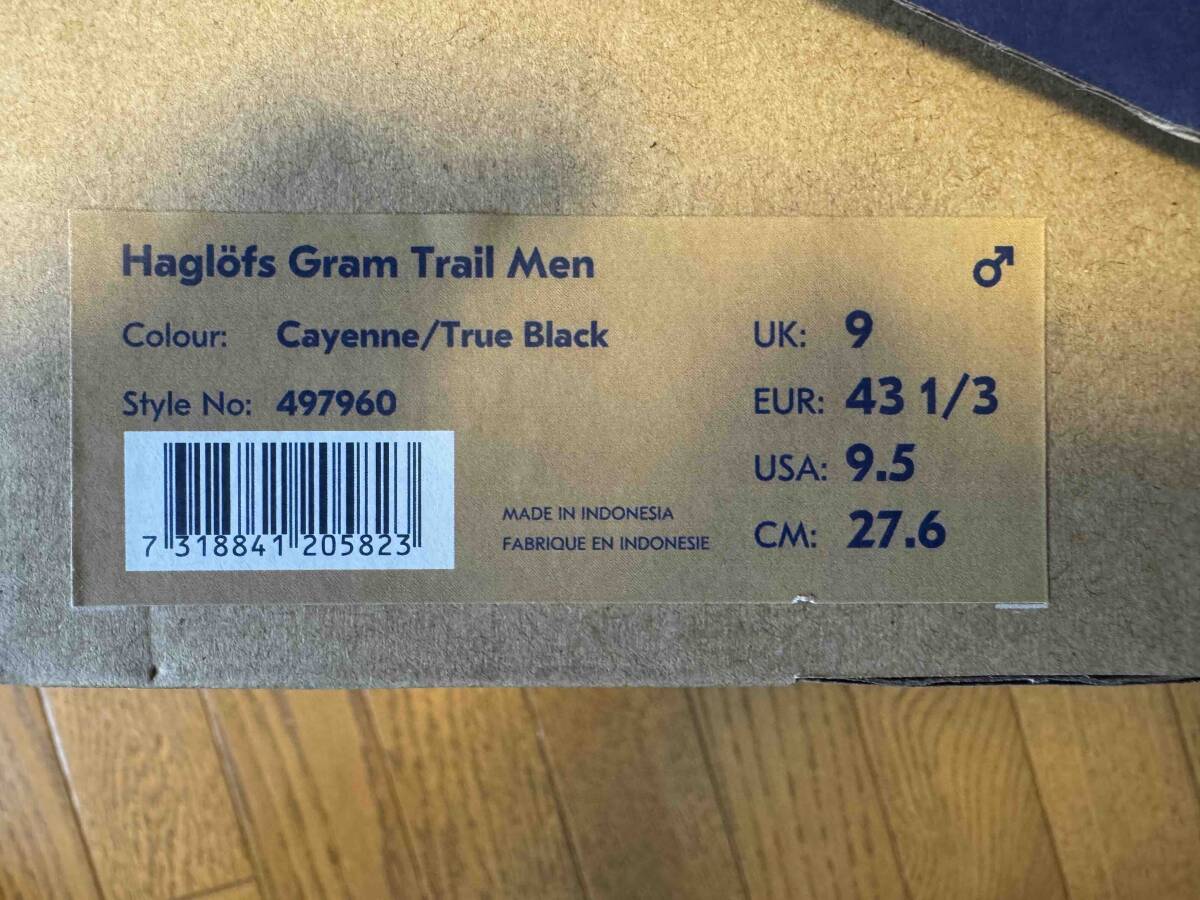 Haglöfs Gram Trail Men ♂
Colour: Cayenne/True Black
Style No: 497960
7 318841 205823
MADE IN INDONESIA
FABRIQUE EN INDONESIE
UK: 9
EUR: 43 1/3
USA: 9.5
CM: 27.6